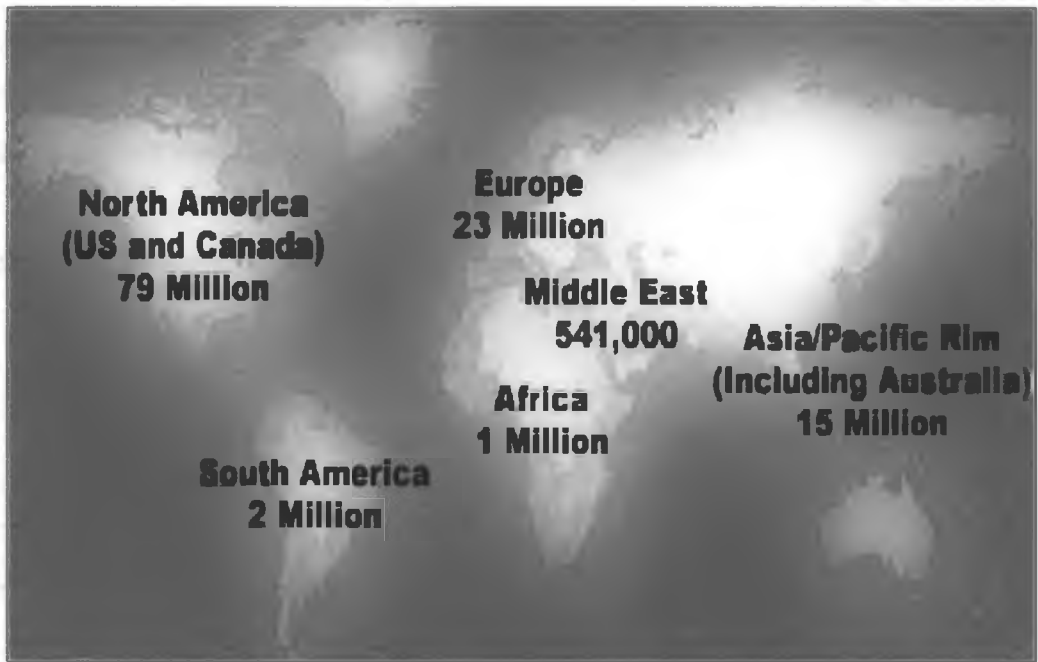 North America
(US and Canada)
79 Million
Europe
23 Million
Middle East
541,000
Asia/Pacific Rim
(Including Australia)
15 Million
Africa
1 Million
South America
2 Million